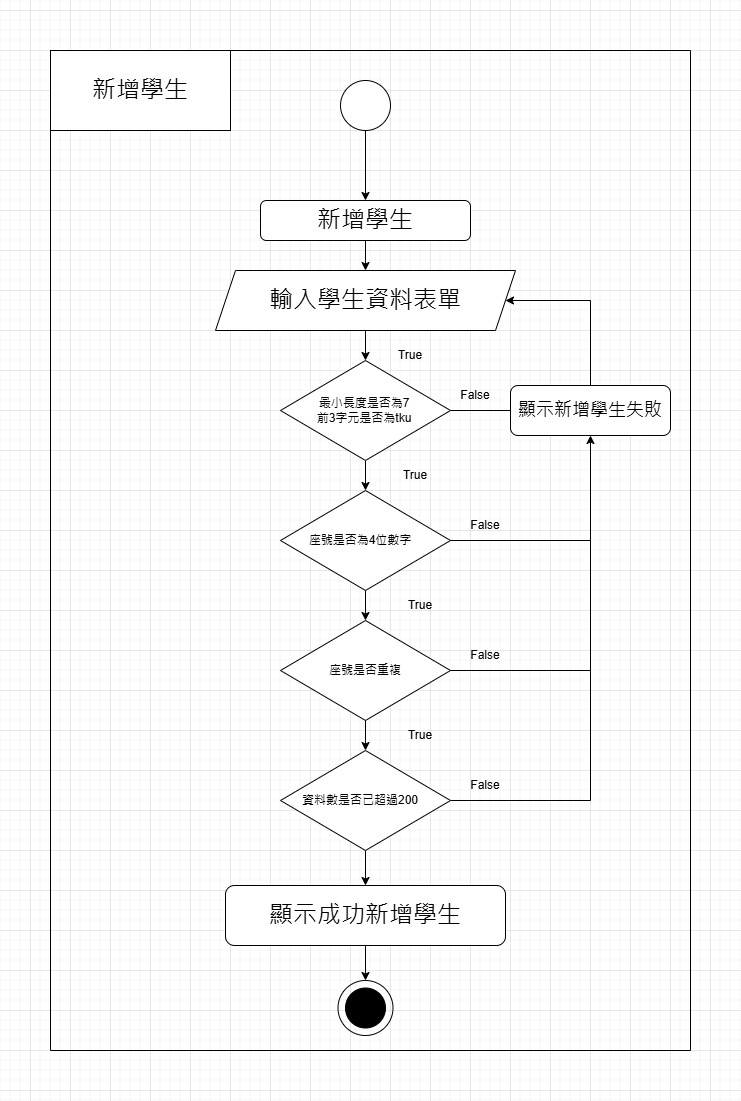 新增學生
新增學生
輸入學生資料表單
True
最小長度是否為7
前3字元是否為tku
False
顯示新增學生失敗
True
座號是否為4位數字
False
True
座號是否重複
False
True
資料數是否已超過200
False
顯示成功新增學生